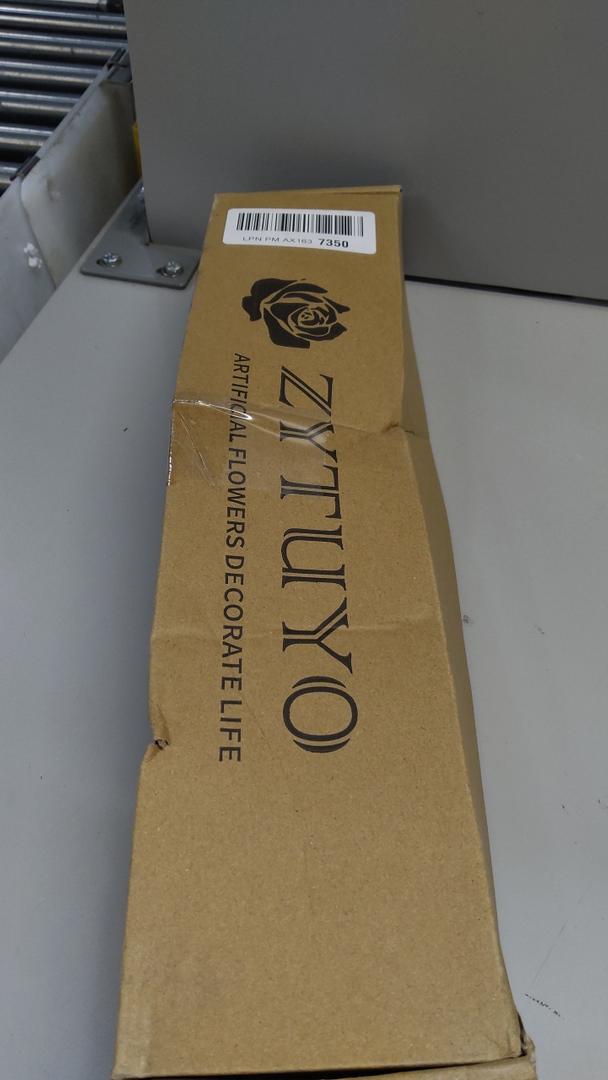 LPN PM AX163 7350
ZYTUYO
ARTIFICIAL FLOWERS DECORATE LIFE